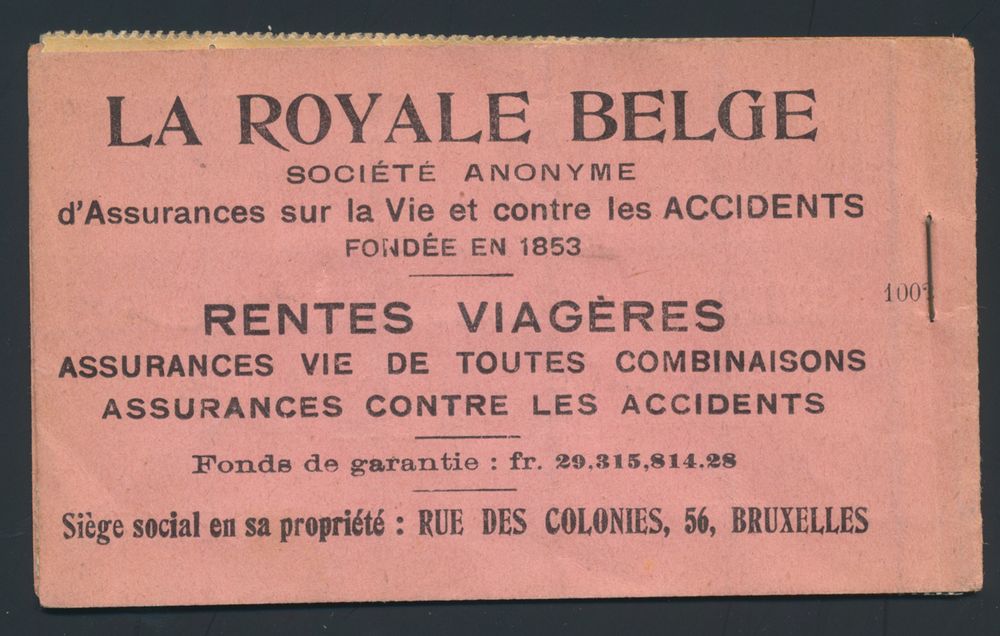 LA ROYALE BELGE
SOCIÉTÉ ANONYME
d'Assurances sur la Vie et contre les ACCIDENTS
FONDÉE EN 1853
RENTES VIAGÈRES
ASSURANCES VIE DE TOUTES COMBINAISONS
ASSURANCES CONTRE LES ACCIDENTS
Fonds de garantie : fr. 29,315,814.28
Siège social en sa propriété : RUE DES COLONIES, 56, BRUXELLES